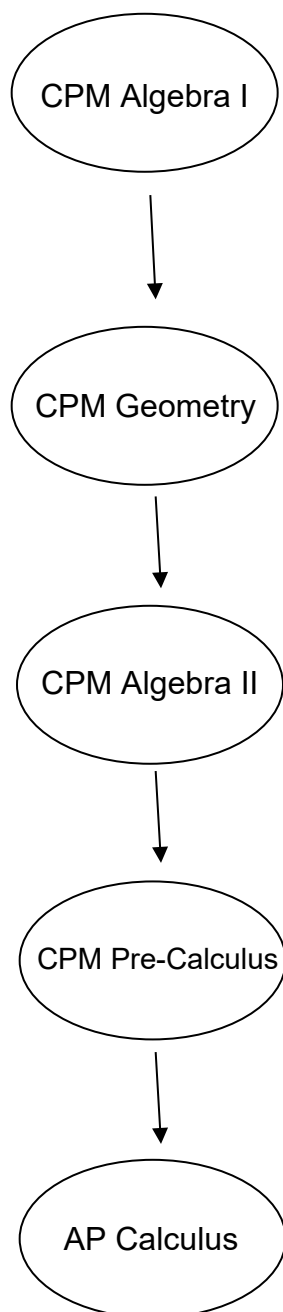 CPM Algebra I
CPM Geometry
CPM Algebra II
CPM Pre-Calculus
AP Calculus